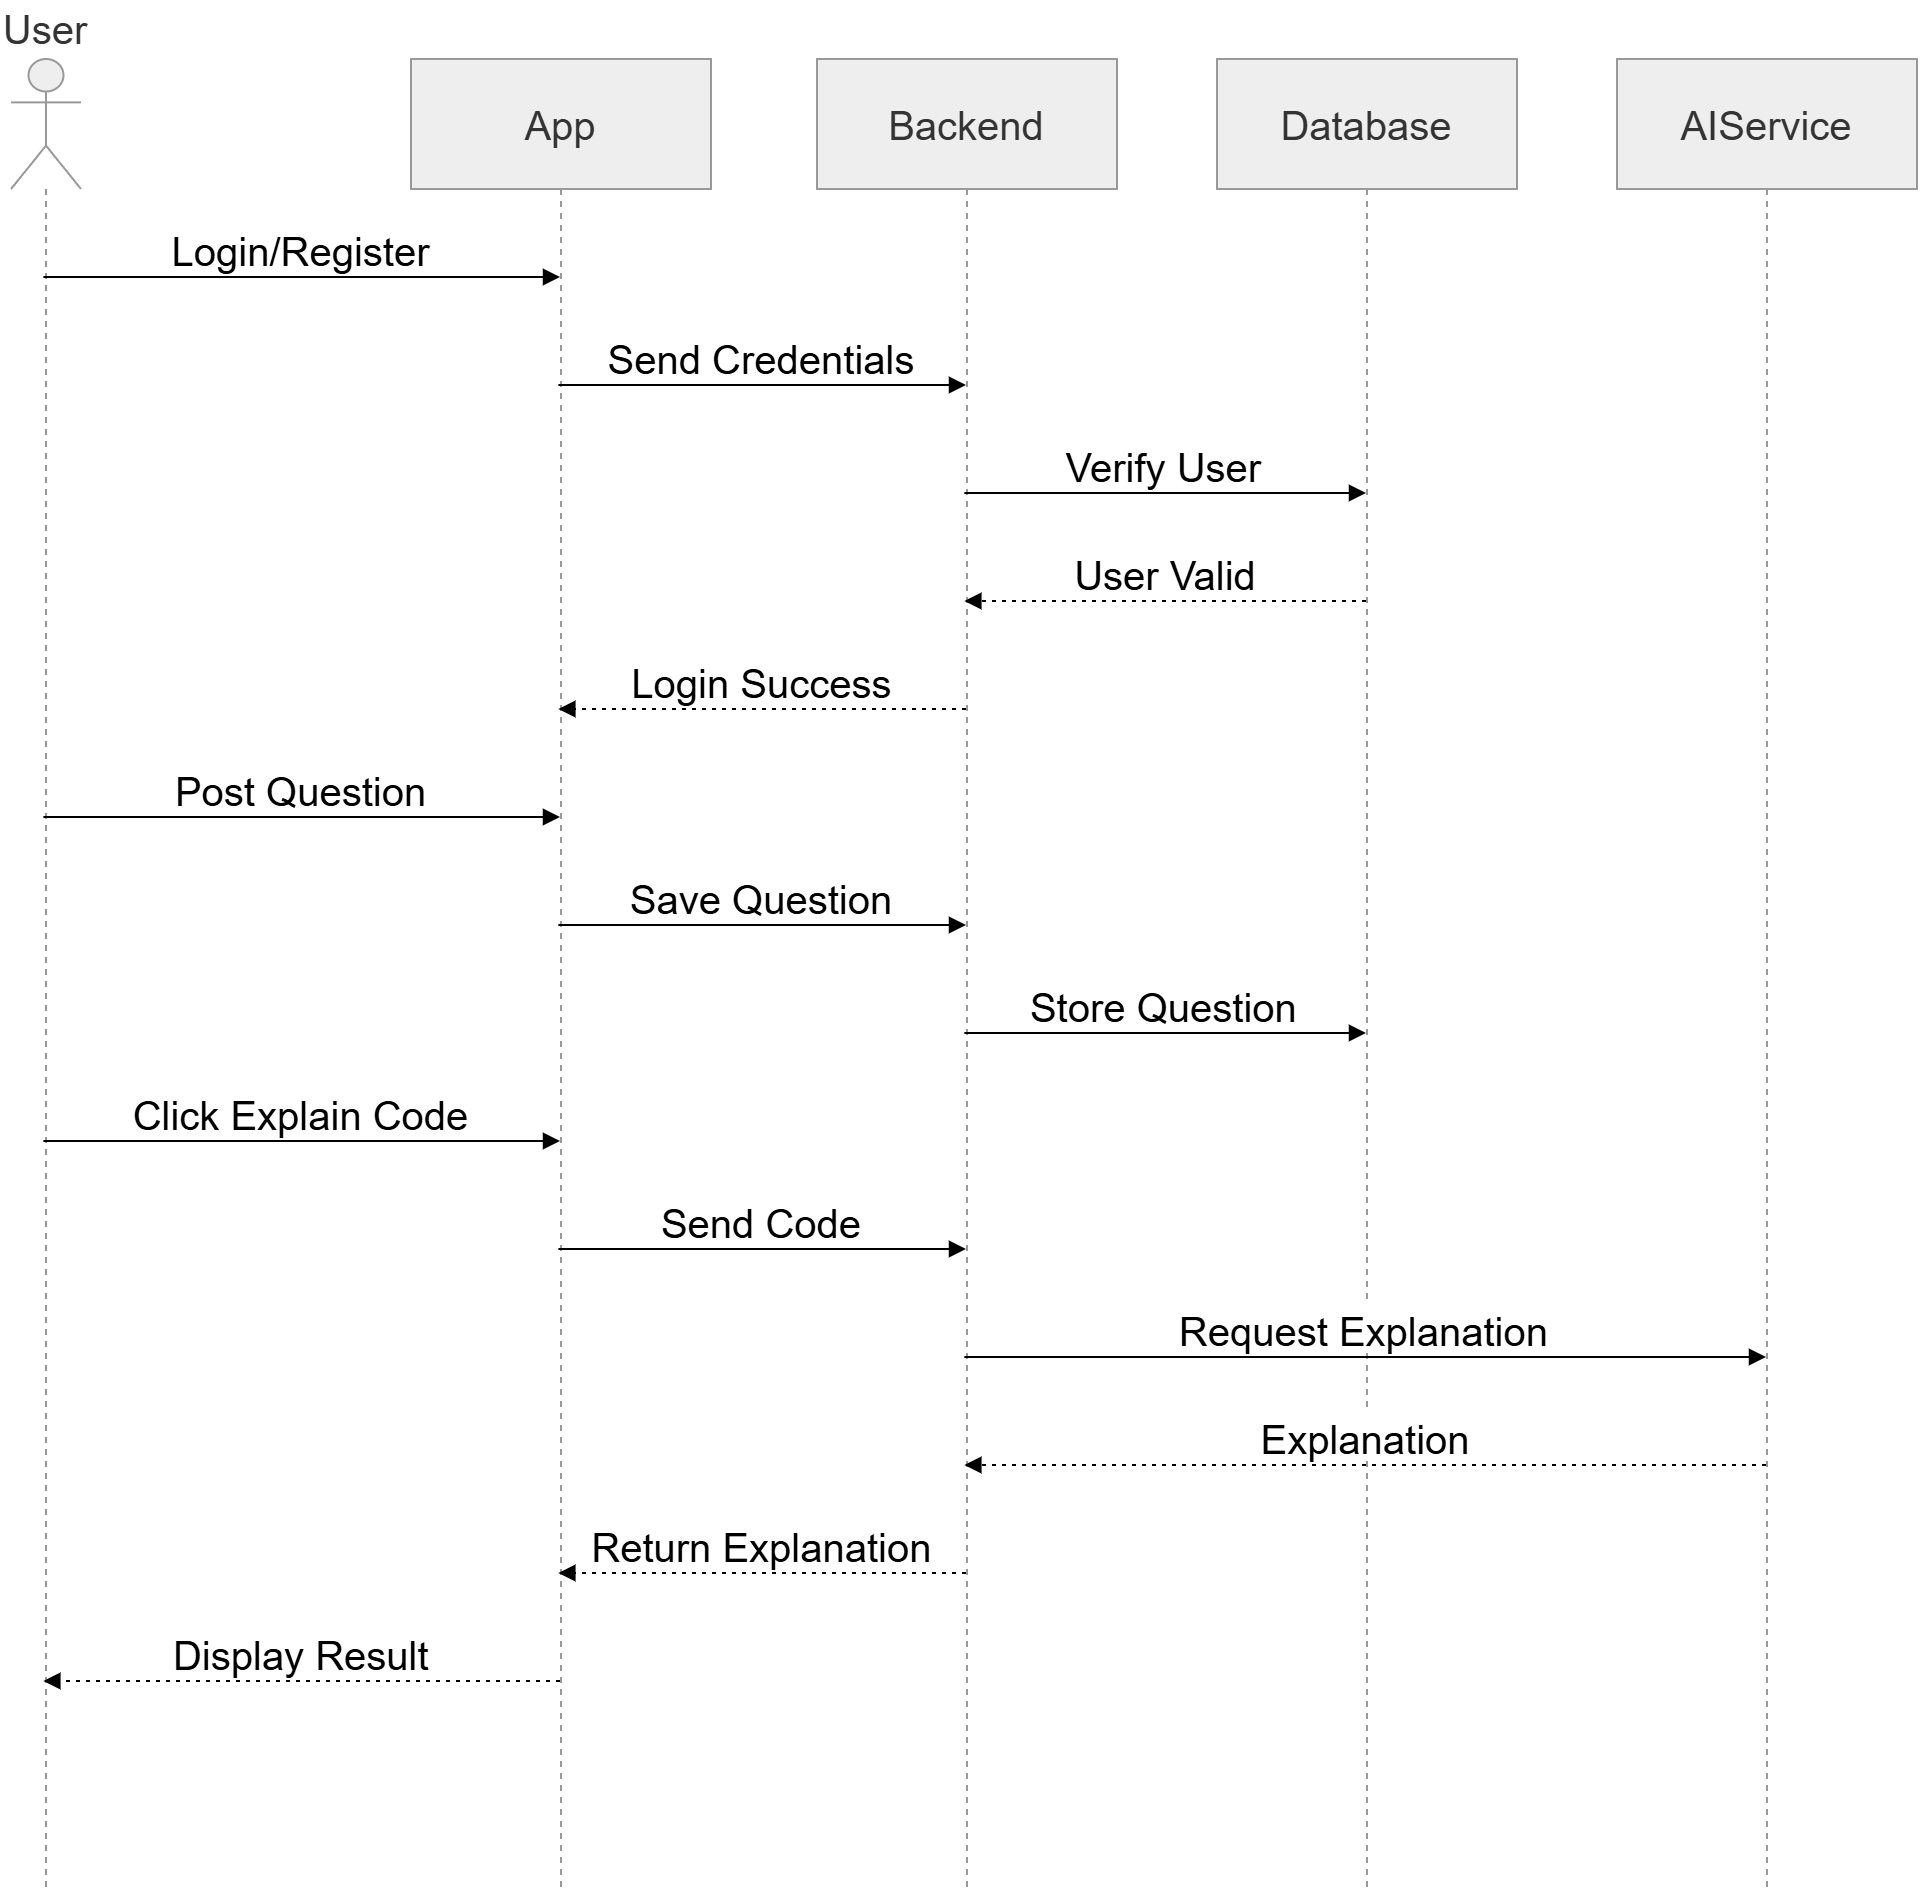 User
App
Backend
Database
AIService
Login/Register
Send Credentials
Verify User
User Valid
Login Success
Post Question
Save Question
Store Question
Click Explain Code
Send Code
Request Explanation
Explanation
Return Explanation
Display Result